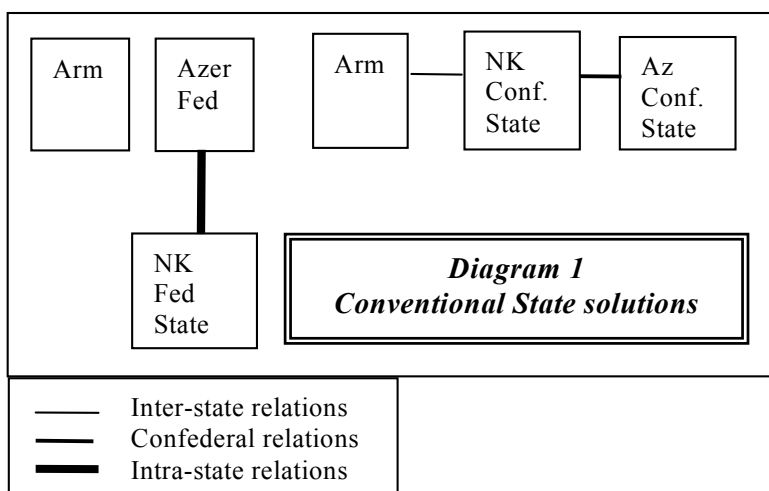 Arm
Azer
Fed
NK
Fed
State
Arm
NK
Conf.
State
Az
Conf.
State
Diagram 1
Conventional State solutions
Inter-state relations
Confederal relations
Intra-state relations